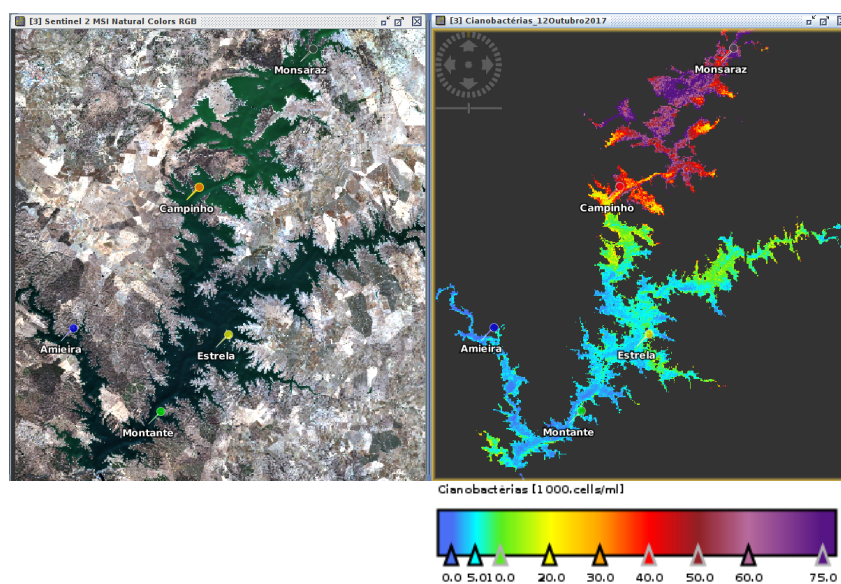 [3] Sentinel 2 MSI Natural Colors RGB
Monsaraz
Campinho
Amieira
Estrela
Montante
[3] Cianobactérias_12Outubro2017
Monsaraz
Campinho
Amieira
Estrela
Montante
Cianobactérias [1000.cells/ml]
0.0 5.0 10.0 20.0 30.0 40.0 50.0 60.0 75.0